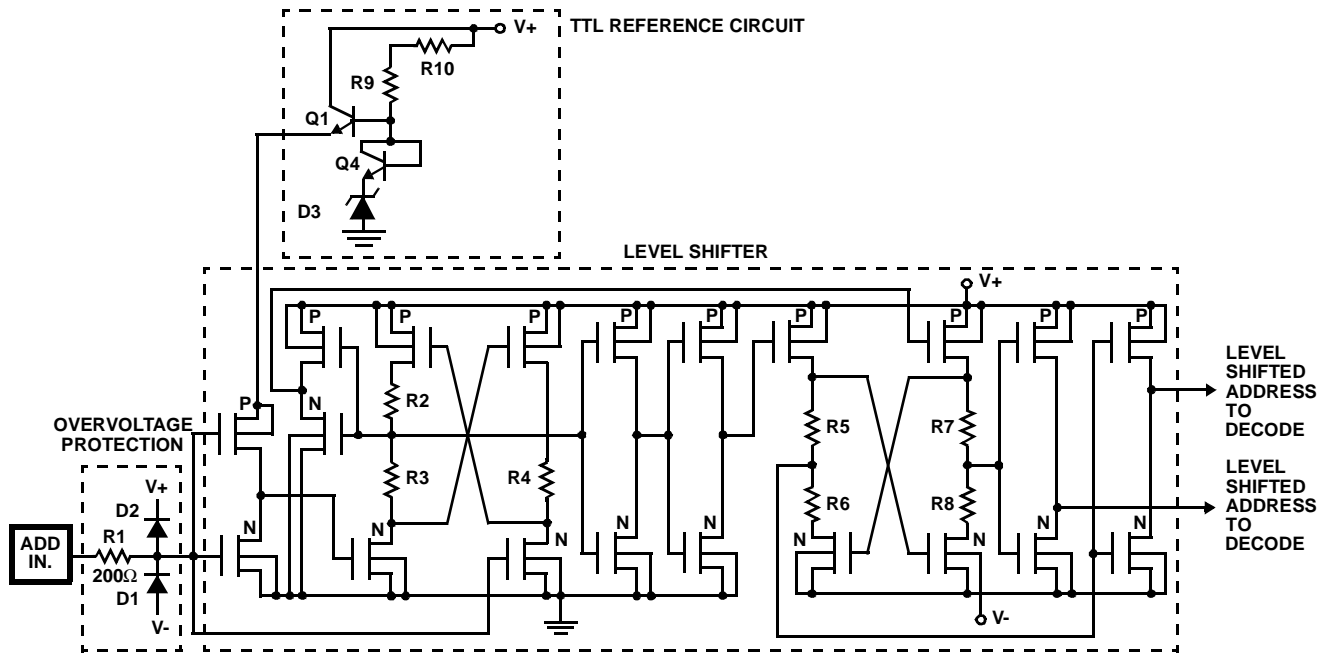 TTL REFERENCE CIRCUIT
V+
R10
R9
Q1
Q4
D3
LEVEL SHIFTER
V+
P
P
P
P
P
P
P
P
P
P
N
R2
R3
R4
R5
R6
R7
R8
N
N
N
N
N
N
N
N
N
N
V-
OVERVOLTAGE
PROTECTION
V+
D2
R1
200Ω
D1
V-
ADD
IN.
LEVEL
SHIFTED
ADDRESS
TO
DECODE
LEVEL
SHIFTED
ADDRESS
TO
DECODE